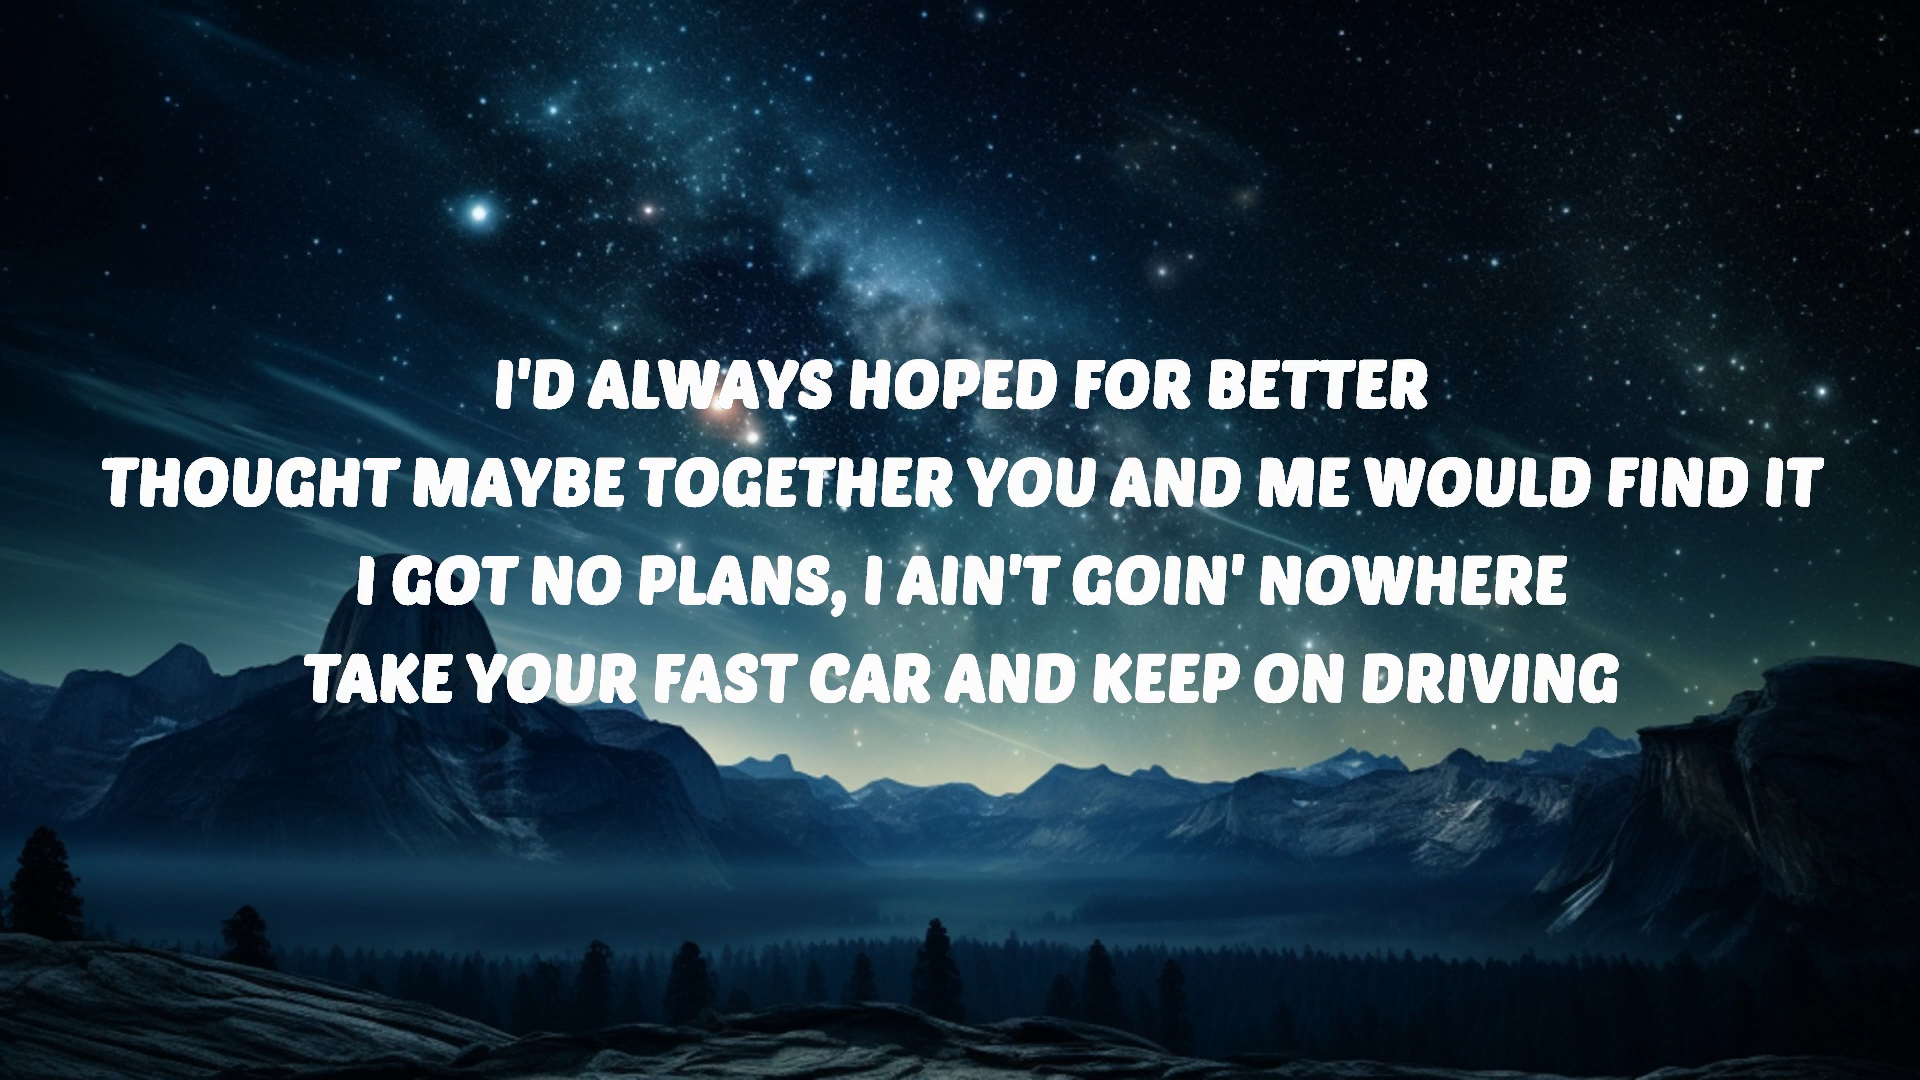 I'D ALWAYS HOPED FOR BETTER
THOUGHT MAYBE TOGETHER YOU AND ME WOULD FIND IT
I GOT NO PLANS, I AIN'T GOIN' NOWHERE
TAKE YOUR FAST CAR AND KEEP ON DRIVING